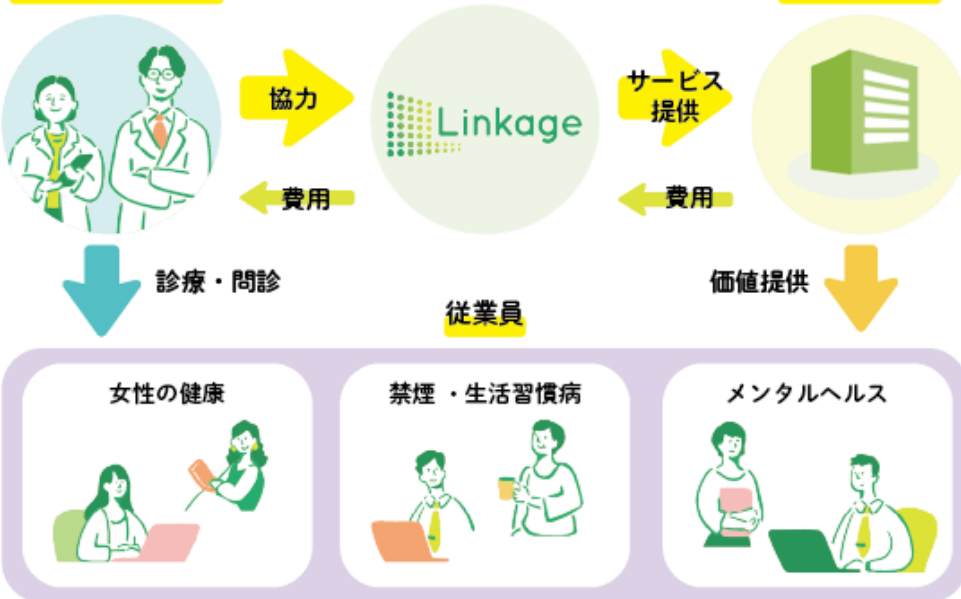 協力
Linkage
サービス
提供
費用
費用
診療・問診
価値提供
従業員
女性の健康
禁煙 ・生活習慣病
メンタルヘルス